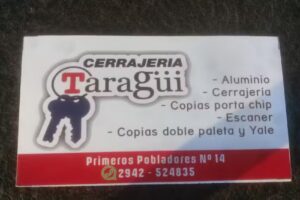 CERRAJERIA
Taragüi
- Aluminio
- Cerrajeria
- Copias porta chip
- Escaner
- Copias doble paleta y Yale
Primeros Pobladores Nº 14
2942 - 524835